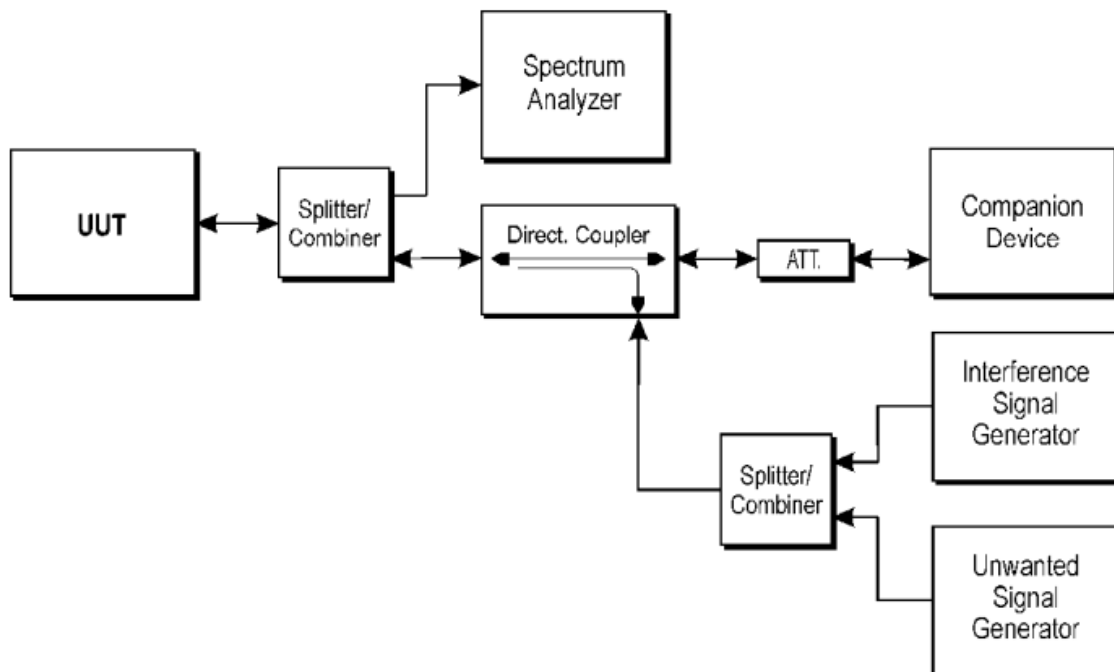 Spectrum
Analyzer
UUT
Splitter/
Combiner
Direct. Coupler
ATT.
Companion
Device
Interference
Signal
Generator
Splitter/
Combiner
Unwanted
Signal
Generator